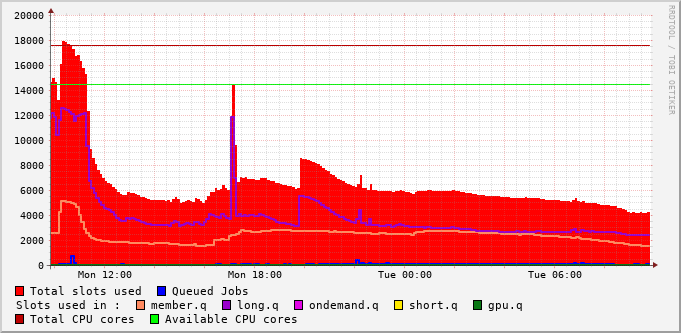 20000
18000
16000
14000
12000
10000
8000
6000
4000
2000
0
Mon 12:00 Mon 18:00 Tue 00:00 Tue 06:00
RRDTOOL / TOBI OETIKER
Total slots used Queued Jobs
Slots used in : member.q long.q ondemand.q short.q gpu.q
Total CPU cores Available CPU cores